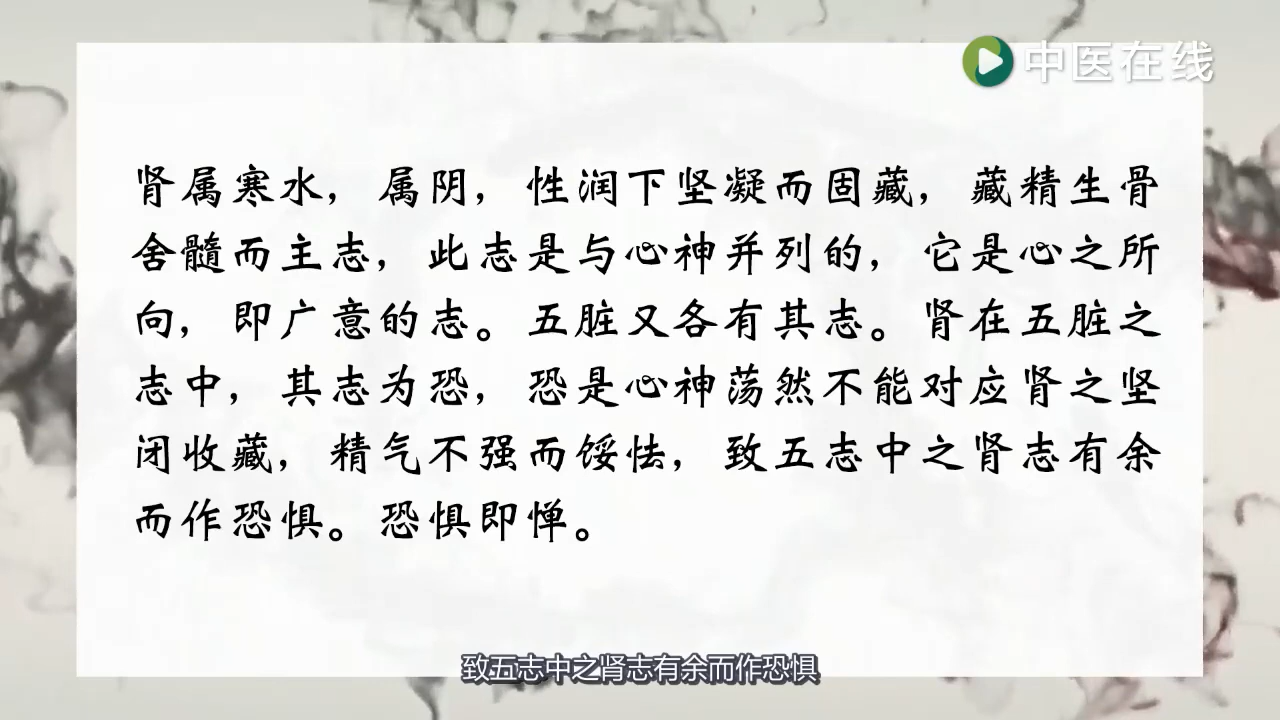 中医在线
肾属寒水，属阴，性润下坚凝而固藏，藏精生骨
舍髓而主志，此志是与心神并列的，它是心之所
向，即广意的志。五脏又各有其志。肾在五脏之
志中，其志为恐，恐是心神荡然不能对应肾之坚
闭收藏，精气不强而馁怯，致五志中之肾志有余
而作恐惧。恐惧即惮。
致五志中之肾志有余而作恐惧